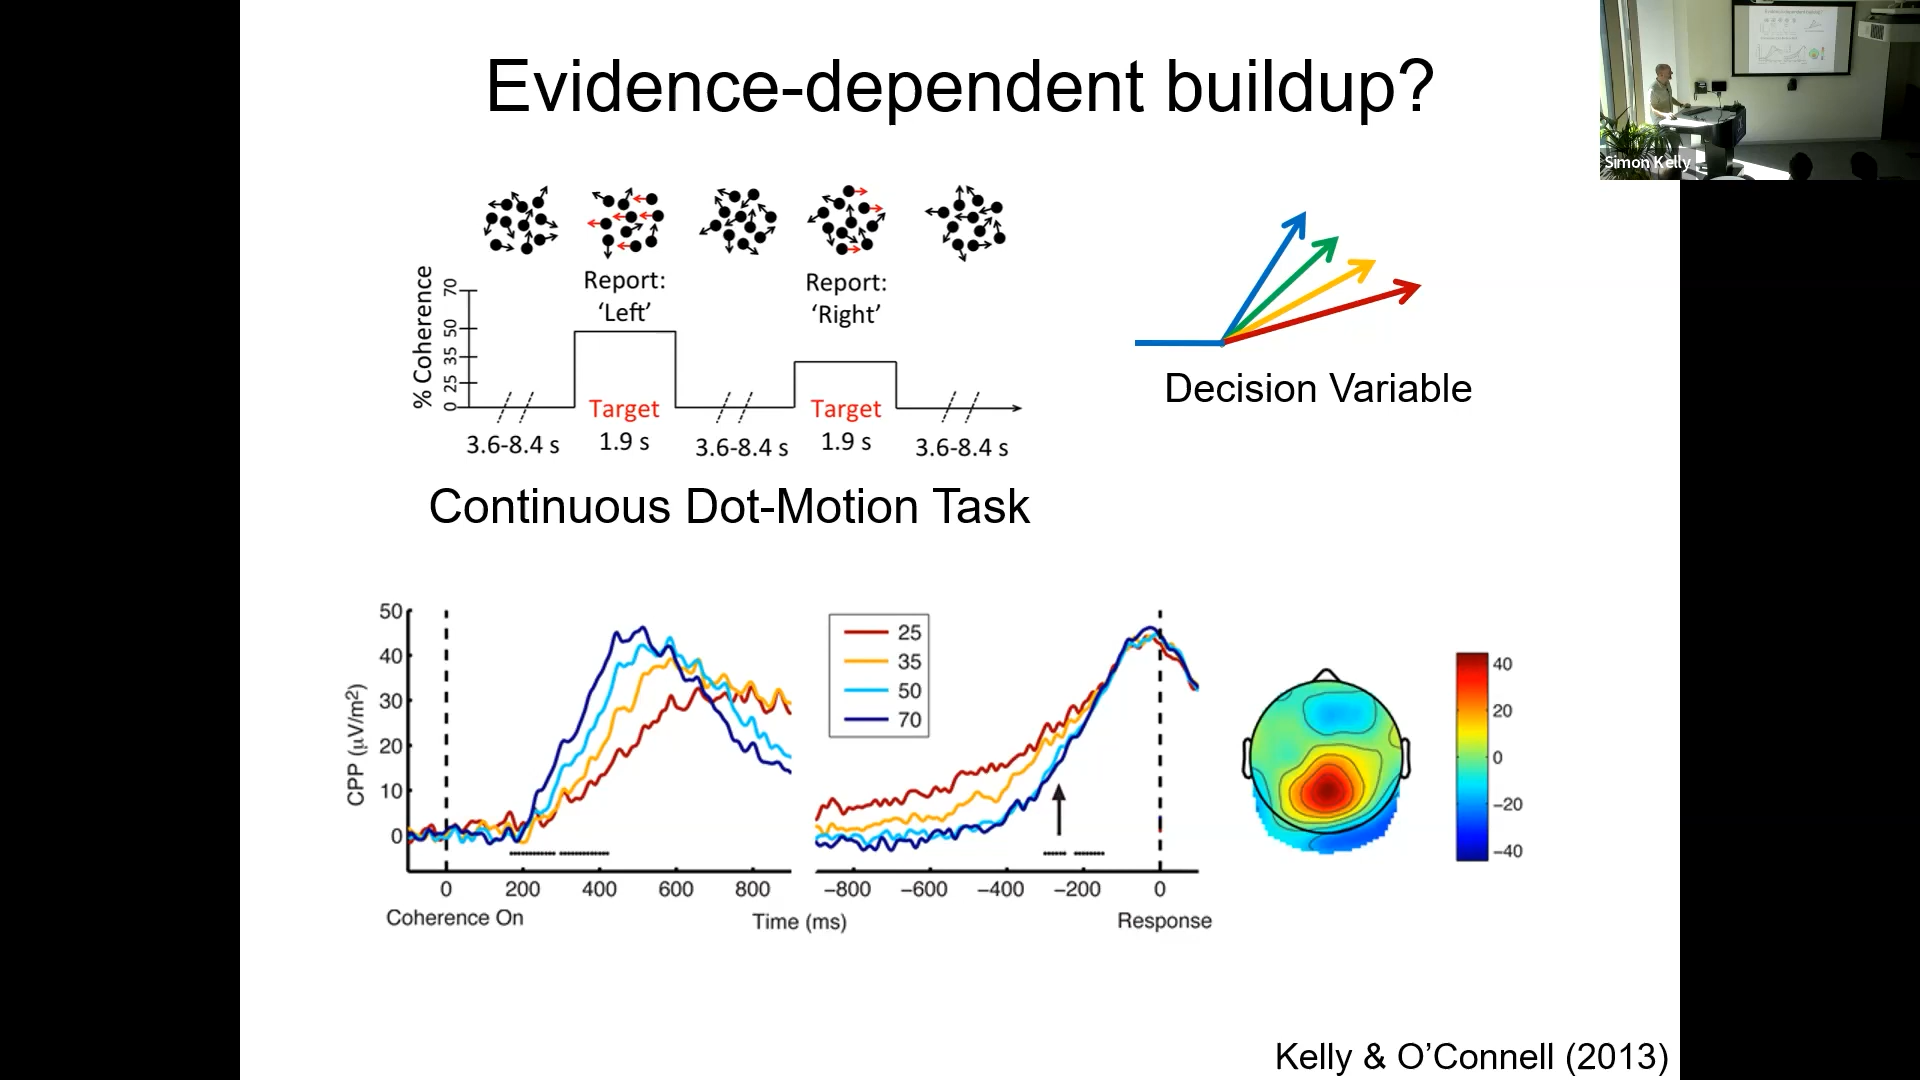 Evidence-dependent buildup?
Simon Kelly
Report:
'Left'
Report:
'Right'
% Coherence
70
50
35
25
0
Target
Target
3.6-8.4 s
1.9 s
3.6-8.4 s
1.9 s
3.6-8.4 s
Continuous Dot-Motion Task
Decision Variable
CPP (µV/m²)
50
40
30
20
10
0
0
200
400
600
800
Coherence On
Time (ms)
25
35
50
70
−800
−600
−400
−200
0
Response
40
20
0
−20
−40
Kelly & O’Connell (2013)